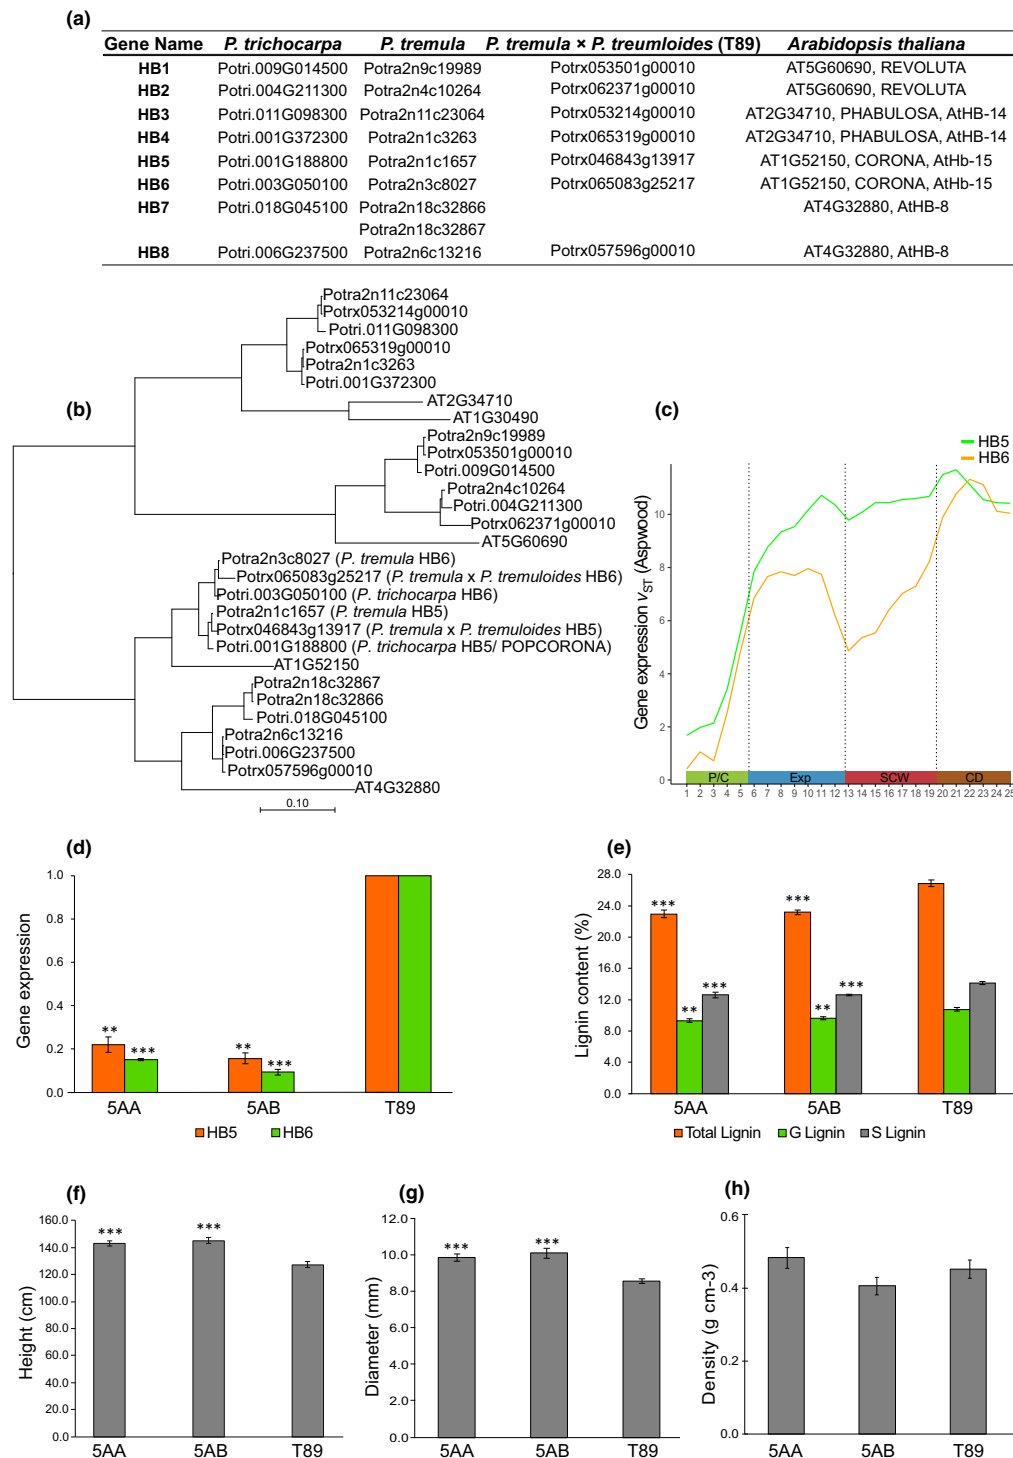 (a)
Gene Name P. trichocarpa P. tremula P. tremula × P. treumloides (T89) Arabidopsis thaliana
HB1 Potri.009G014500 Potra2n9c19989 Potrx053501g00010 AT5G60690, REVOLUTA
HB2 Potri.004G211300 Potra2n4c10264 Potrx062371g00010 AT5G60690, REVOLUTA
HB3 Potri.011G098300 Potra2n11c23064 Potrx053214g00010 AT2G34710, PHABULOSA, AtHB-14
HB4 Potri.001G372300 Potra2n1c3263 Potrx065319g00010 AT2G34710, PHABULOSA, AtHB-14
HB5 Potri.001G188800 Potra2n1c1657 Potrx046843g13917 AT1G52150, CORONA, AtHb-15
HB6 Potri.003G050100 Potra2n3c8027 Potrx065083g25217 AT1G52150, CORONA, AtHb-15
HB7 Potri.018G045100 Potra2n18c32866 AT4G32880, AtHB-8
Potra2n18c32867
HB8 Potri.006G237500 Potra2n6c13216 Potrx057596g00010 AT4G32880, AtHB-8
(b)
Potra2n11c23064
Potrx053214g00010
Potri.011G098300
Potrx065319g00010
Potra2n1c3263
Potri.001G372300
AT2G34710
AT1G30490
Potra2n9c19989
Potrx053501g00010
Potri.009G014500
Potra2n4c10264
Potri.004G211300
Potrx062371g00010
AT5G60690
Potra2n3c8027 (P. tremula HB6)
Potrx065083g25217 (P. tremula x P. tremuloides HB6)
Potri.003G050100 (P. trichocarpa HB6)
Potra2n1c1657 (P. tremula HB5)
Potrx046843g13917 (P. tremula x P. tremuloides HB5)
Potri.001G188800 (P. trichocarpa HB5/ POPCORONA)
AT1G52150
Potra2n18c32867
Potra2n18c32866
Potri.018G045100
Potra2n6c13216
Potri.006G237500
Potrx057596g00010
AT4G32880
0.10
(c)
HB5
HB6
Gene expression vST (Aspwood)
10
8
6
4
2
0
P/C Exp SCW CD
1 2 3 4 5 6 7 8 9 10 11 12 13 14 15 16 17 18 19 20 21 22 23 24 25
(d)
Gene expression
1.0
0.8
0.6
0.4
0.2
0.0
** *** ** ***
5AA 5AB T89
HB5 HB6
(e)
Lignin content (%)
28.0
24.0
20.0
16.0
12.0
8.0
4.0
0.0
*** ** *** *** ** ***
5AA 5AB T89
Total Lignin G Lignin S Lignin
(f)
Height (cm)
160.0
140.0
120.0
100.0
80.0
60.0
40.0
20.0
0.0
*** ***
5AA 5AB T89
(g)
Diameter (mm)
12.0
10.0
8.0
6.0
4.0
2.0
0.0
*** ***
5AA 5AB T89
(h)
Density (g cm-3)
0.6
0.4
0.2
0.0
5AA 5AB T89